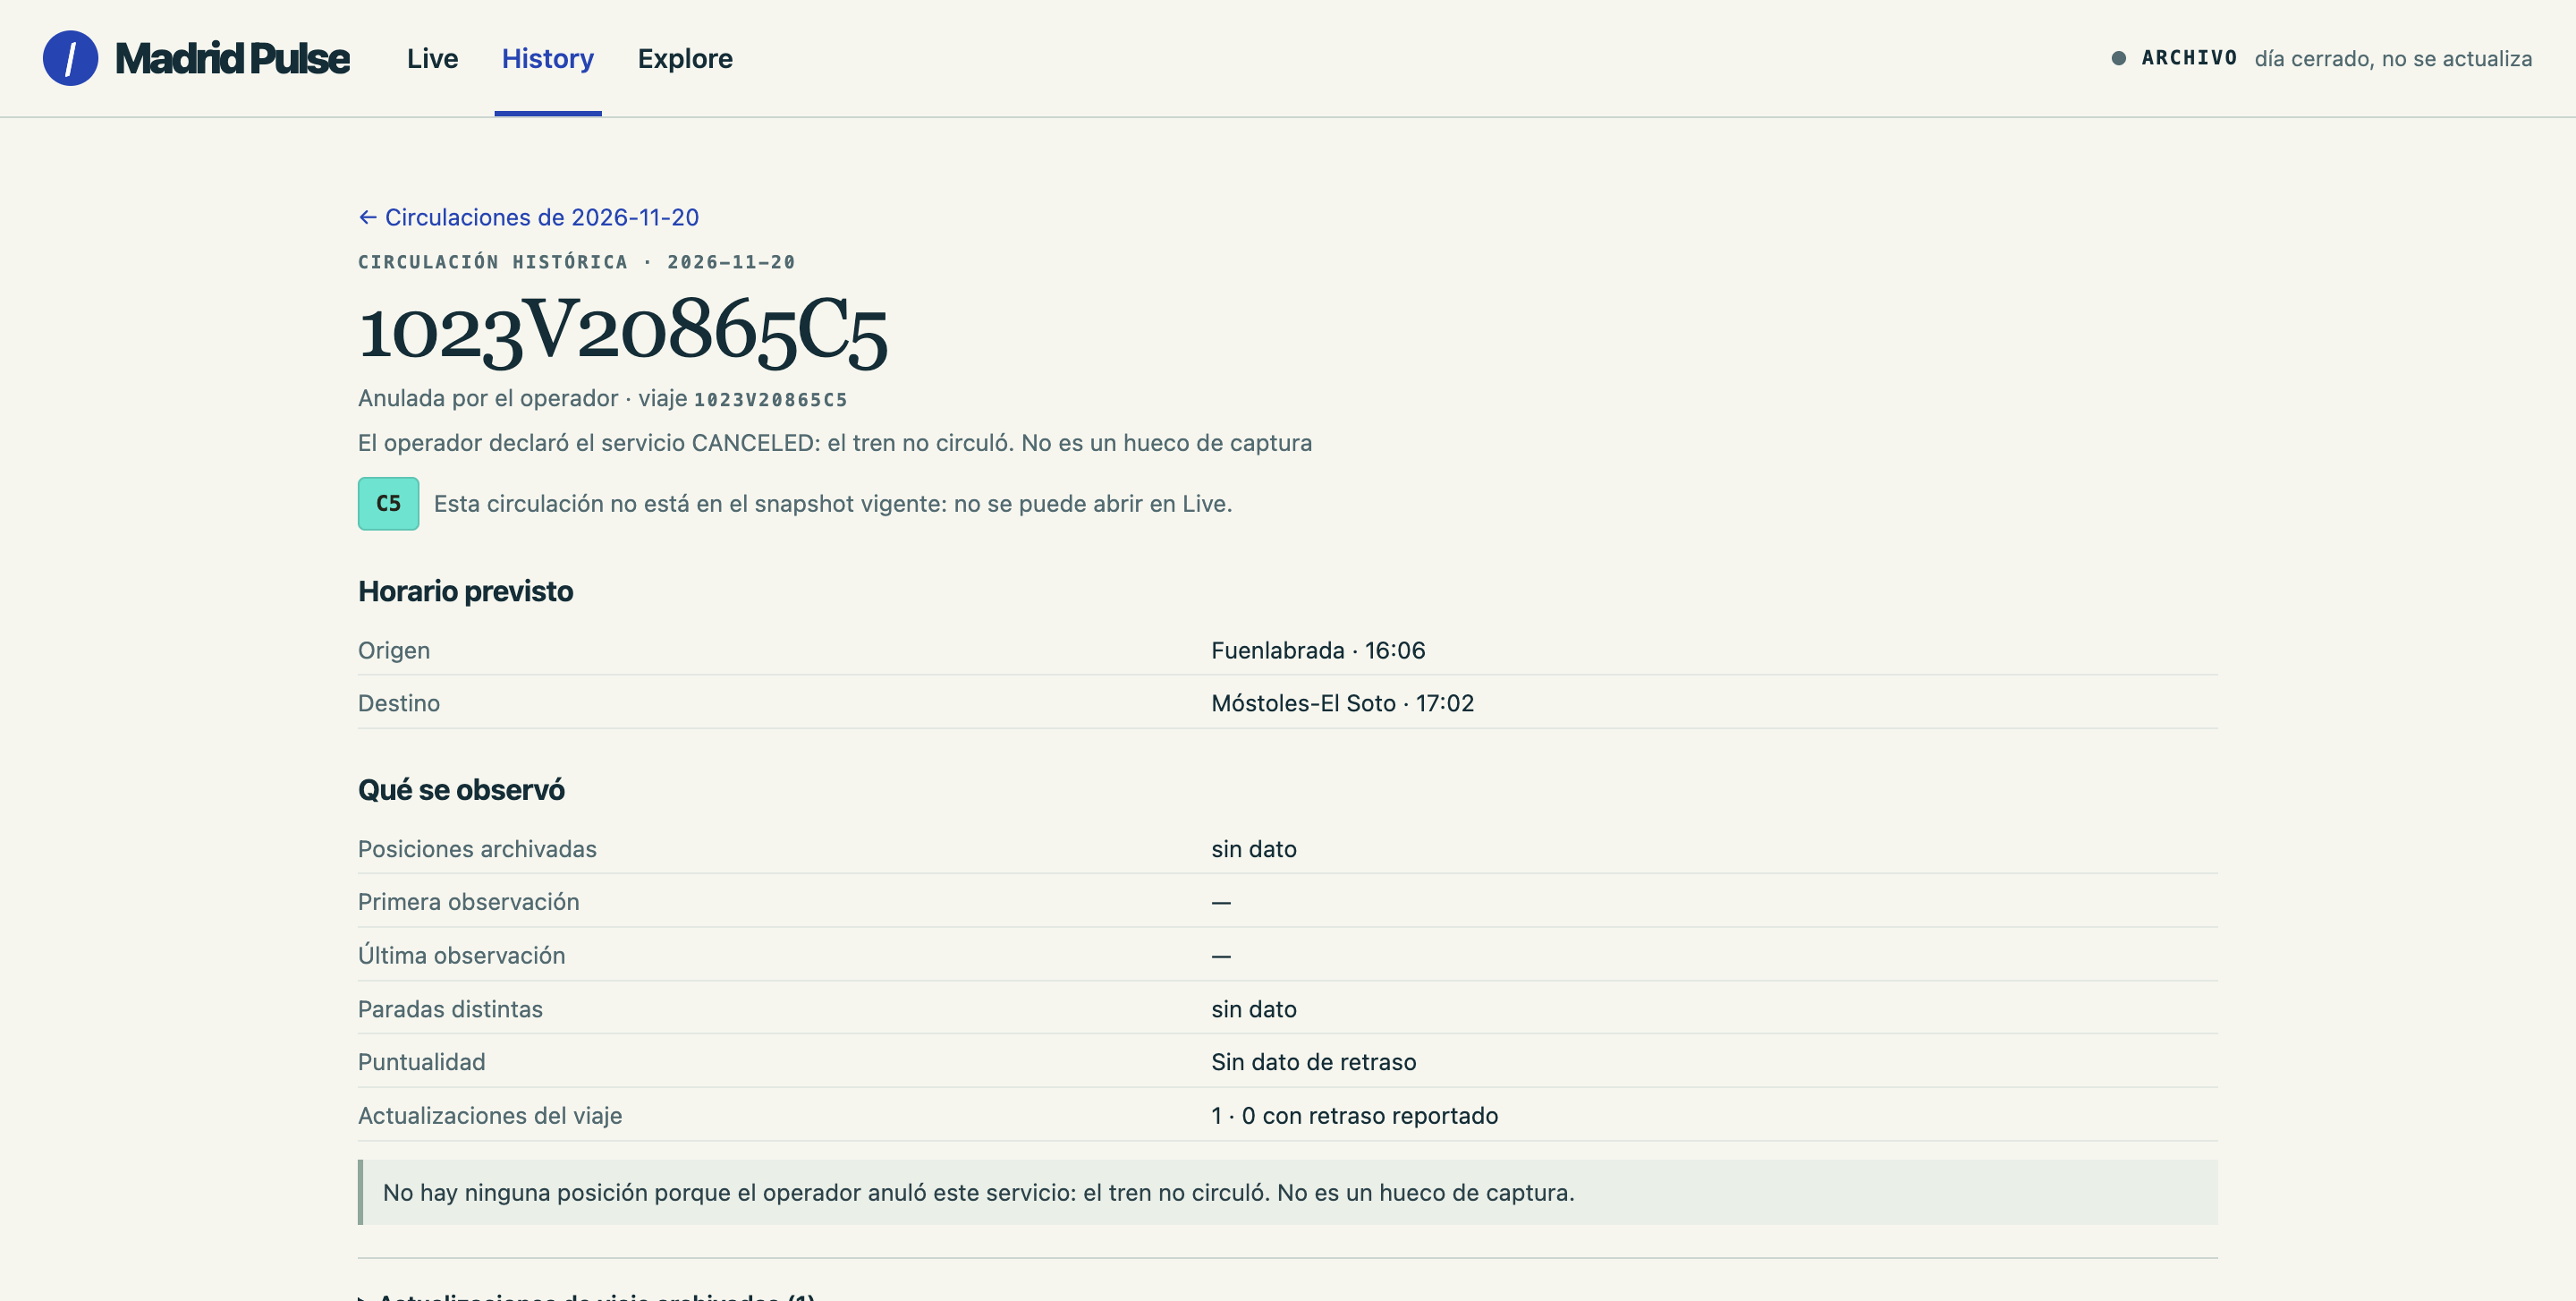 Madrid Pulse Live History Explore ARCHIVO día cerrado, no se actualiza
← Circulaciones de 2026-11-20
CIRCULACIÓN HISTÓRICA · 2026-11-20
1023V20865C5
Anulada por el operador · viaje 1023V20865C5
El operador declaró el servicio CANCELED: el tren no circuló. No es un hueco de captura
C5 Esta circulación no está en el snapshot vigente: no se puede abrir en Live.
Horario previsto
Origen Fuenlabrada · 16:06
Destino Móstoles-El Soto · 17:02
Qué se observó
Posiciones archivadas sin dato
Primera observación —
Última observación —
Paradas distintas sin dato
Puntualidad Sin dato de retraso
Actualizaciones del viaje 1 · 0 con retraso reportado
No hay ninguna posición porque el operador anuló este servicio: el tren no circuló. No es un hueco de captura.
Actualizaciones de viaje archivadas (1)